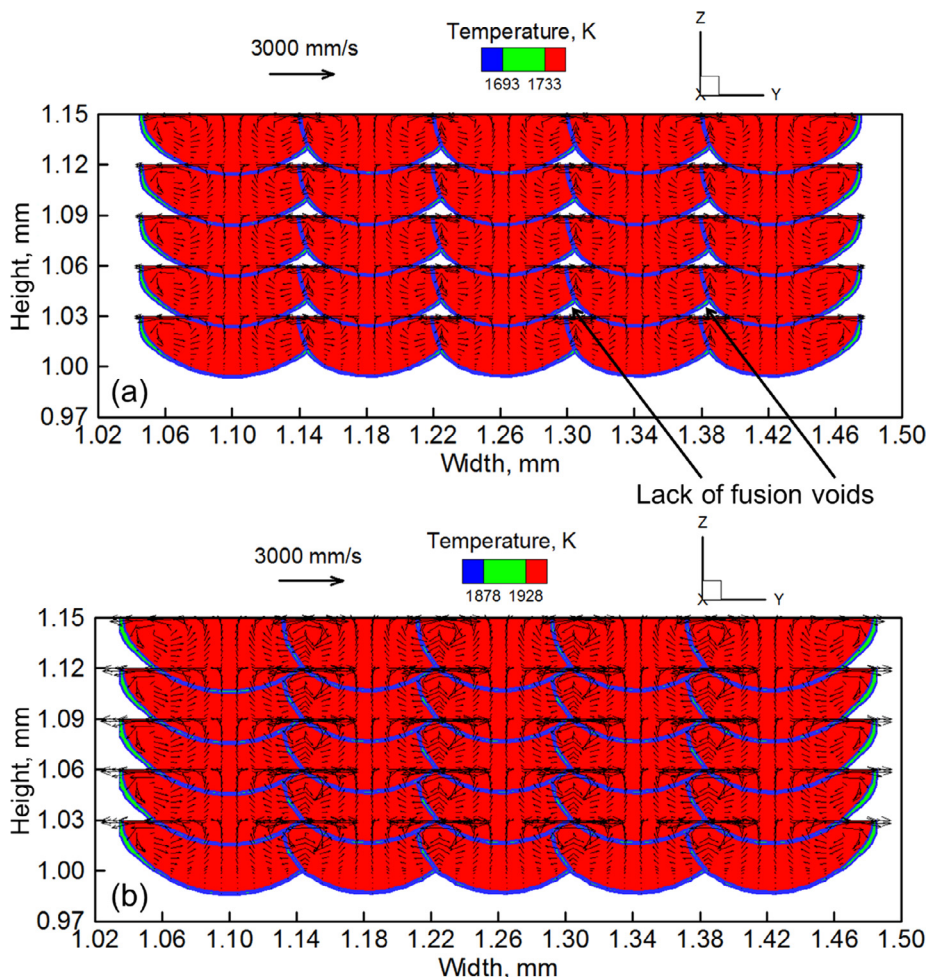 3000 mm/s
Temperature, K
1693 1733
Z
X Y
Height, mm
1.15
1.12
1.09
1.06
1.03
1.00
0.97
(a)
1.02 1.06 1.10 1.14 1.18 1.22 1.26 1.30 1.34 1.38 1.42 1.46 1.50
Width, mm
Lack of fusion voids
3000 mm/s
Temperature, K
1878 1928
Z
X Y
Height, mm
1.15
1.12
1.09
1.06
1.03
1.00
0.97
(b)
1.02 1.06 1.10 1.14 1.18 1.22 1.26 1.30 1.34 1.38 1.42 1.46 1.50
Width, mm